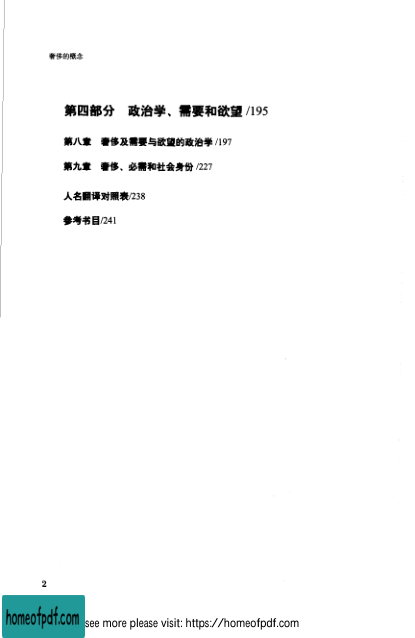 奢侈的概念
第四部分 政治学、需要和欲望 /195
第八章 奢侈及需要与欲望的政治学 /197
第九章 奢侈、必需和社会身份 /227
人名翻译对照表/238
参考书目/241
2
homeofpdf.com
see more please visit: https://homeofpdf.com